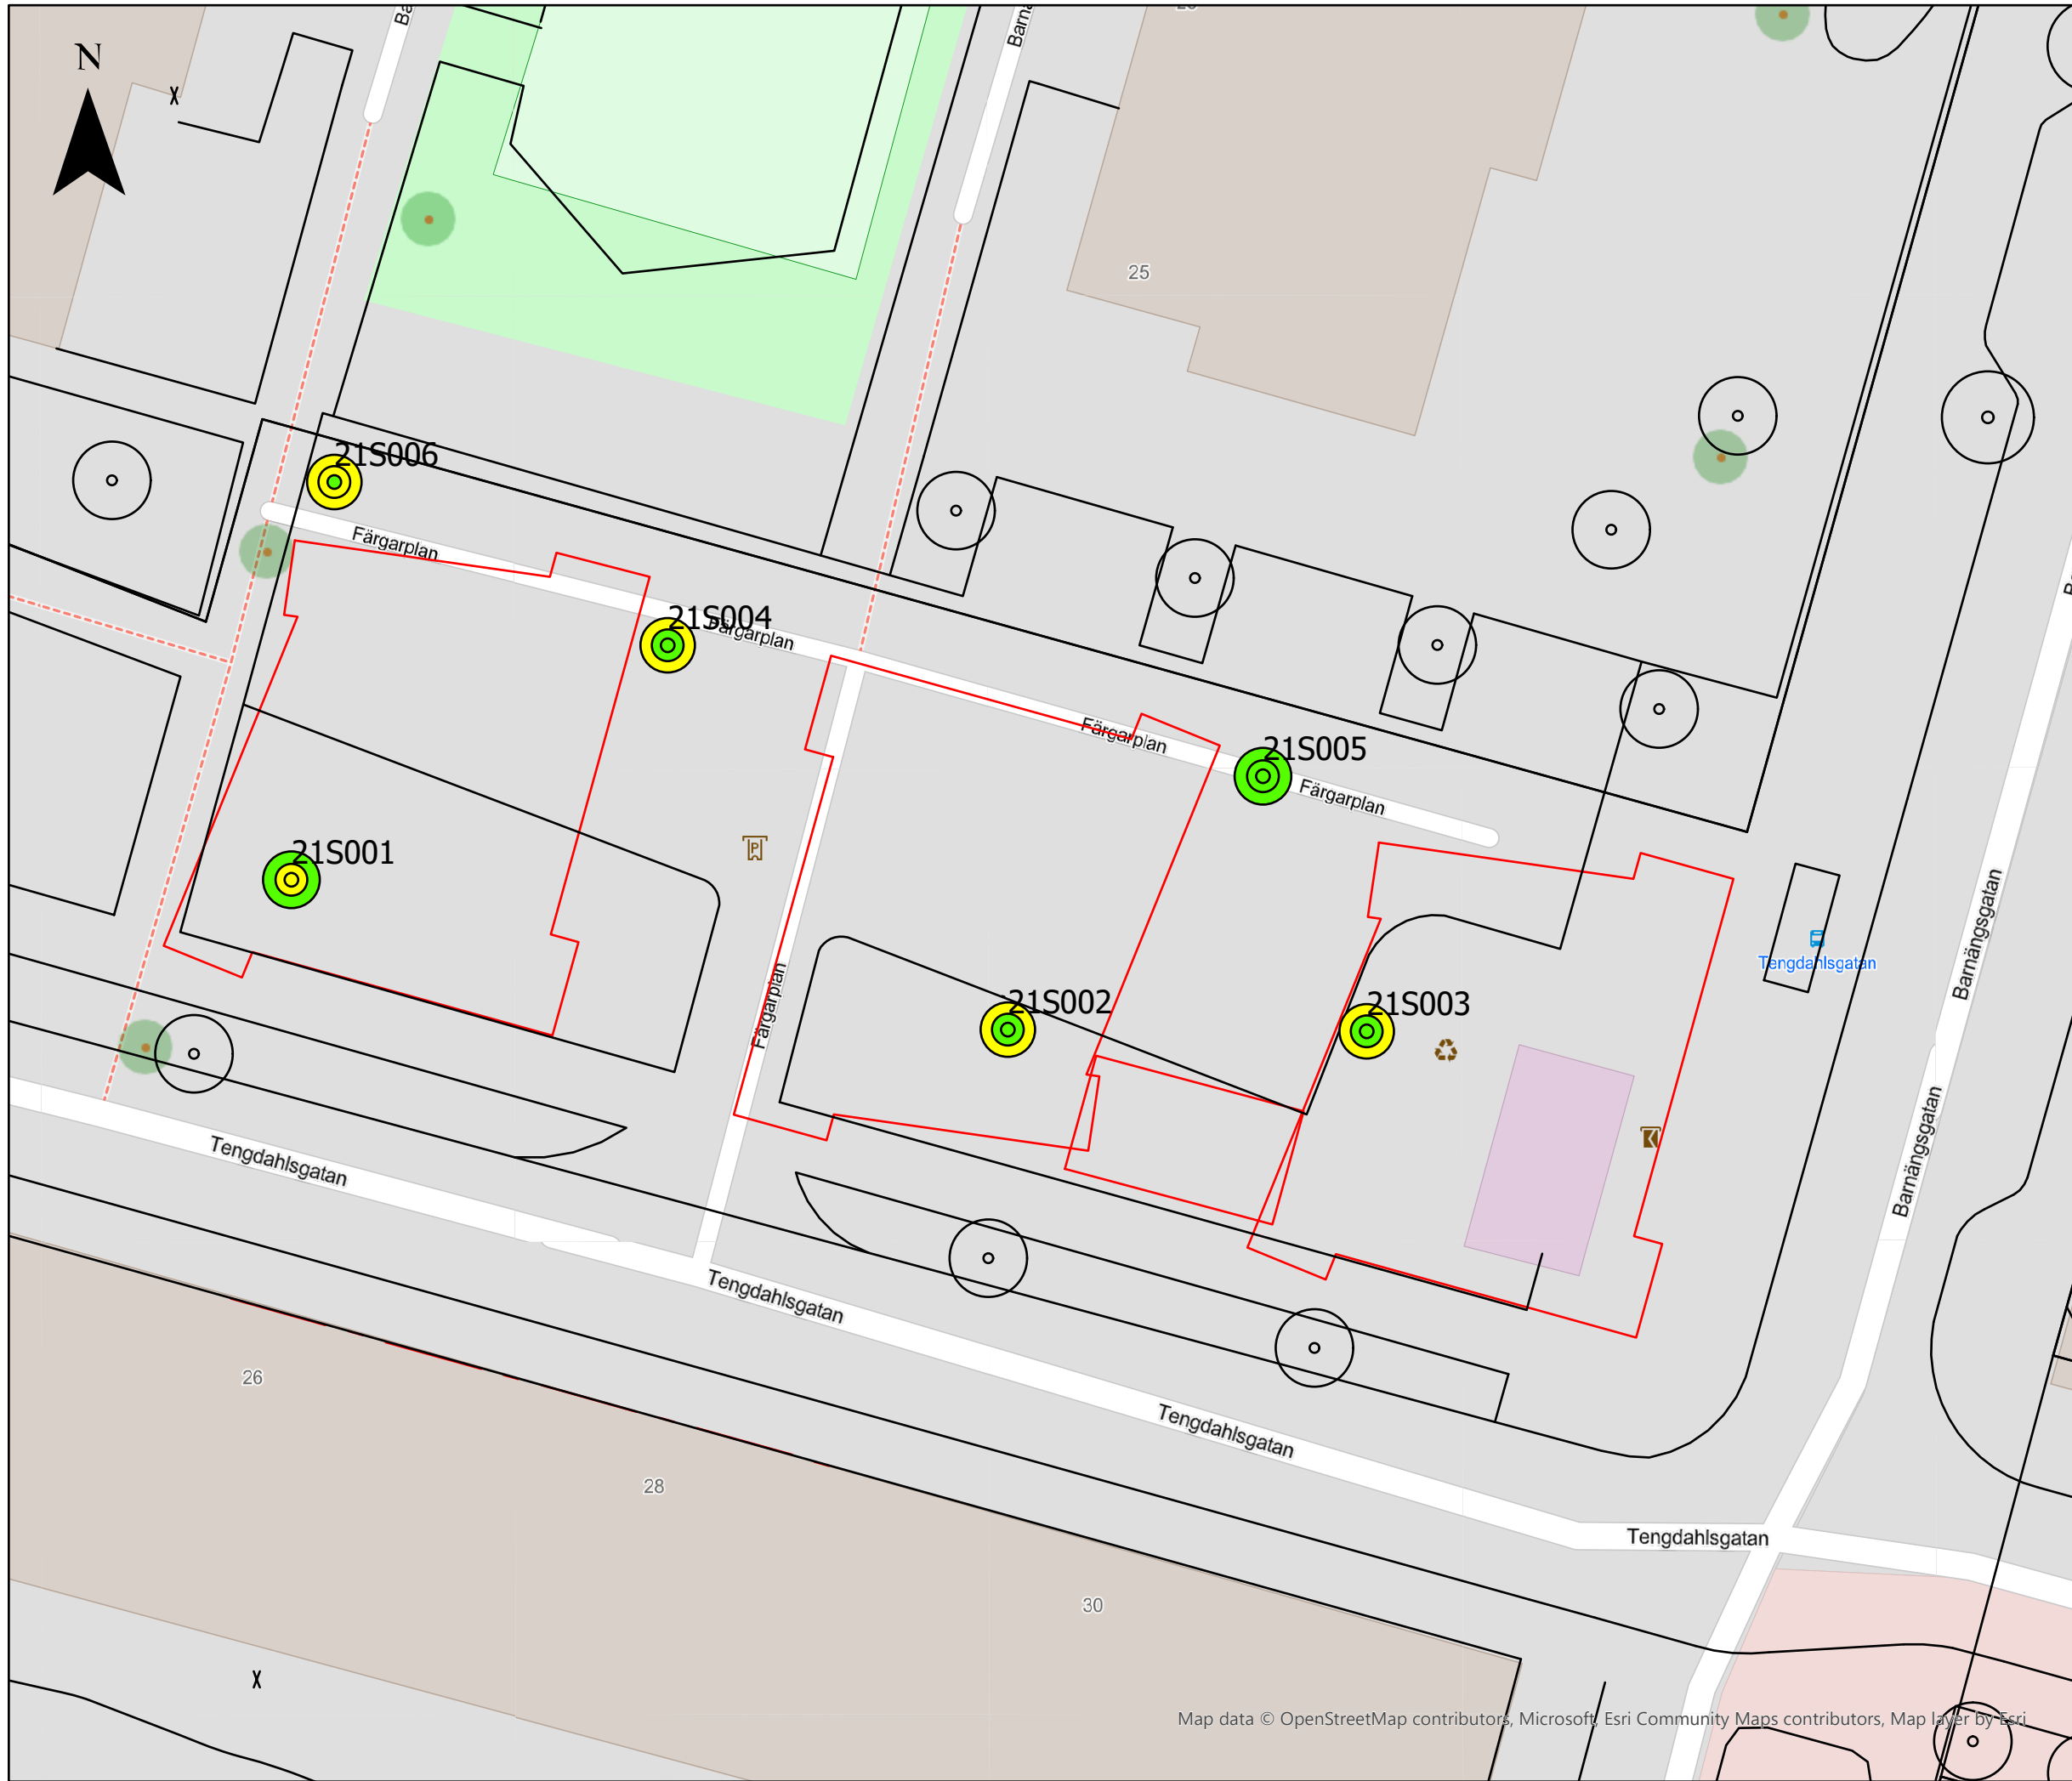 N
25
21S006
Färgarplan
21S004
Färgarplan
Färgarplan
21S005
Färgarplan
P
21S001
Barnängsgatan
Tengdahlsgatan
Färgarplan
21S002
21S003
Barnängsgatan
Tengdahlsgatan
Tengdahlsgatan
26
Tengdahlsgatan
28
Tengdahlsgatan
30
Map data © OpenStreetMap contributors, Microsoft, Esri Community Maps contributors, Map layer by Esri